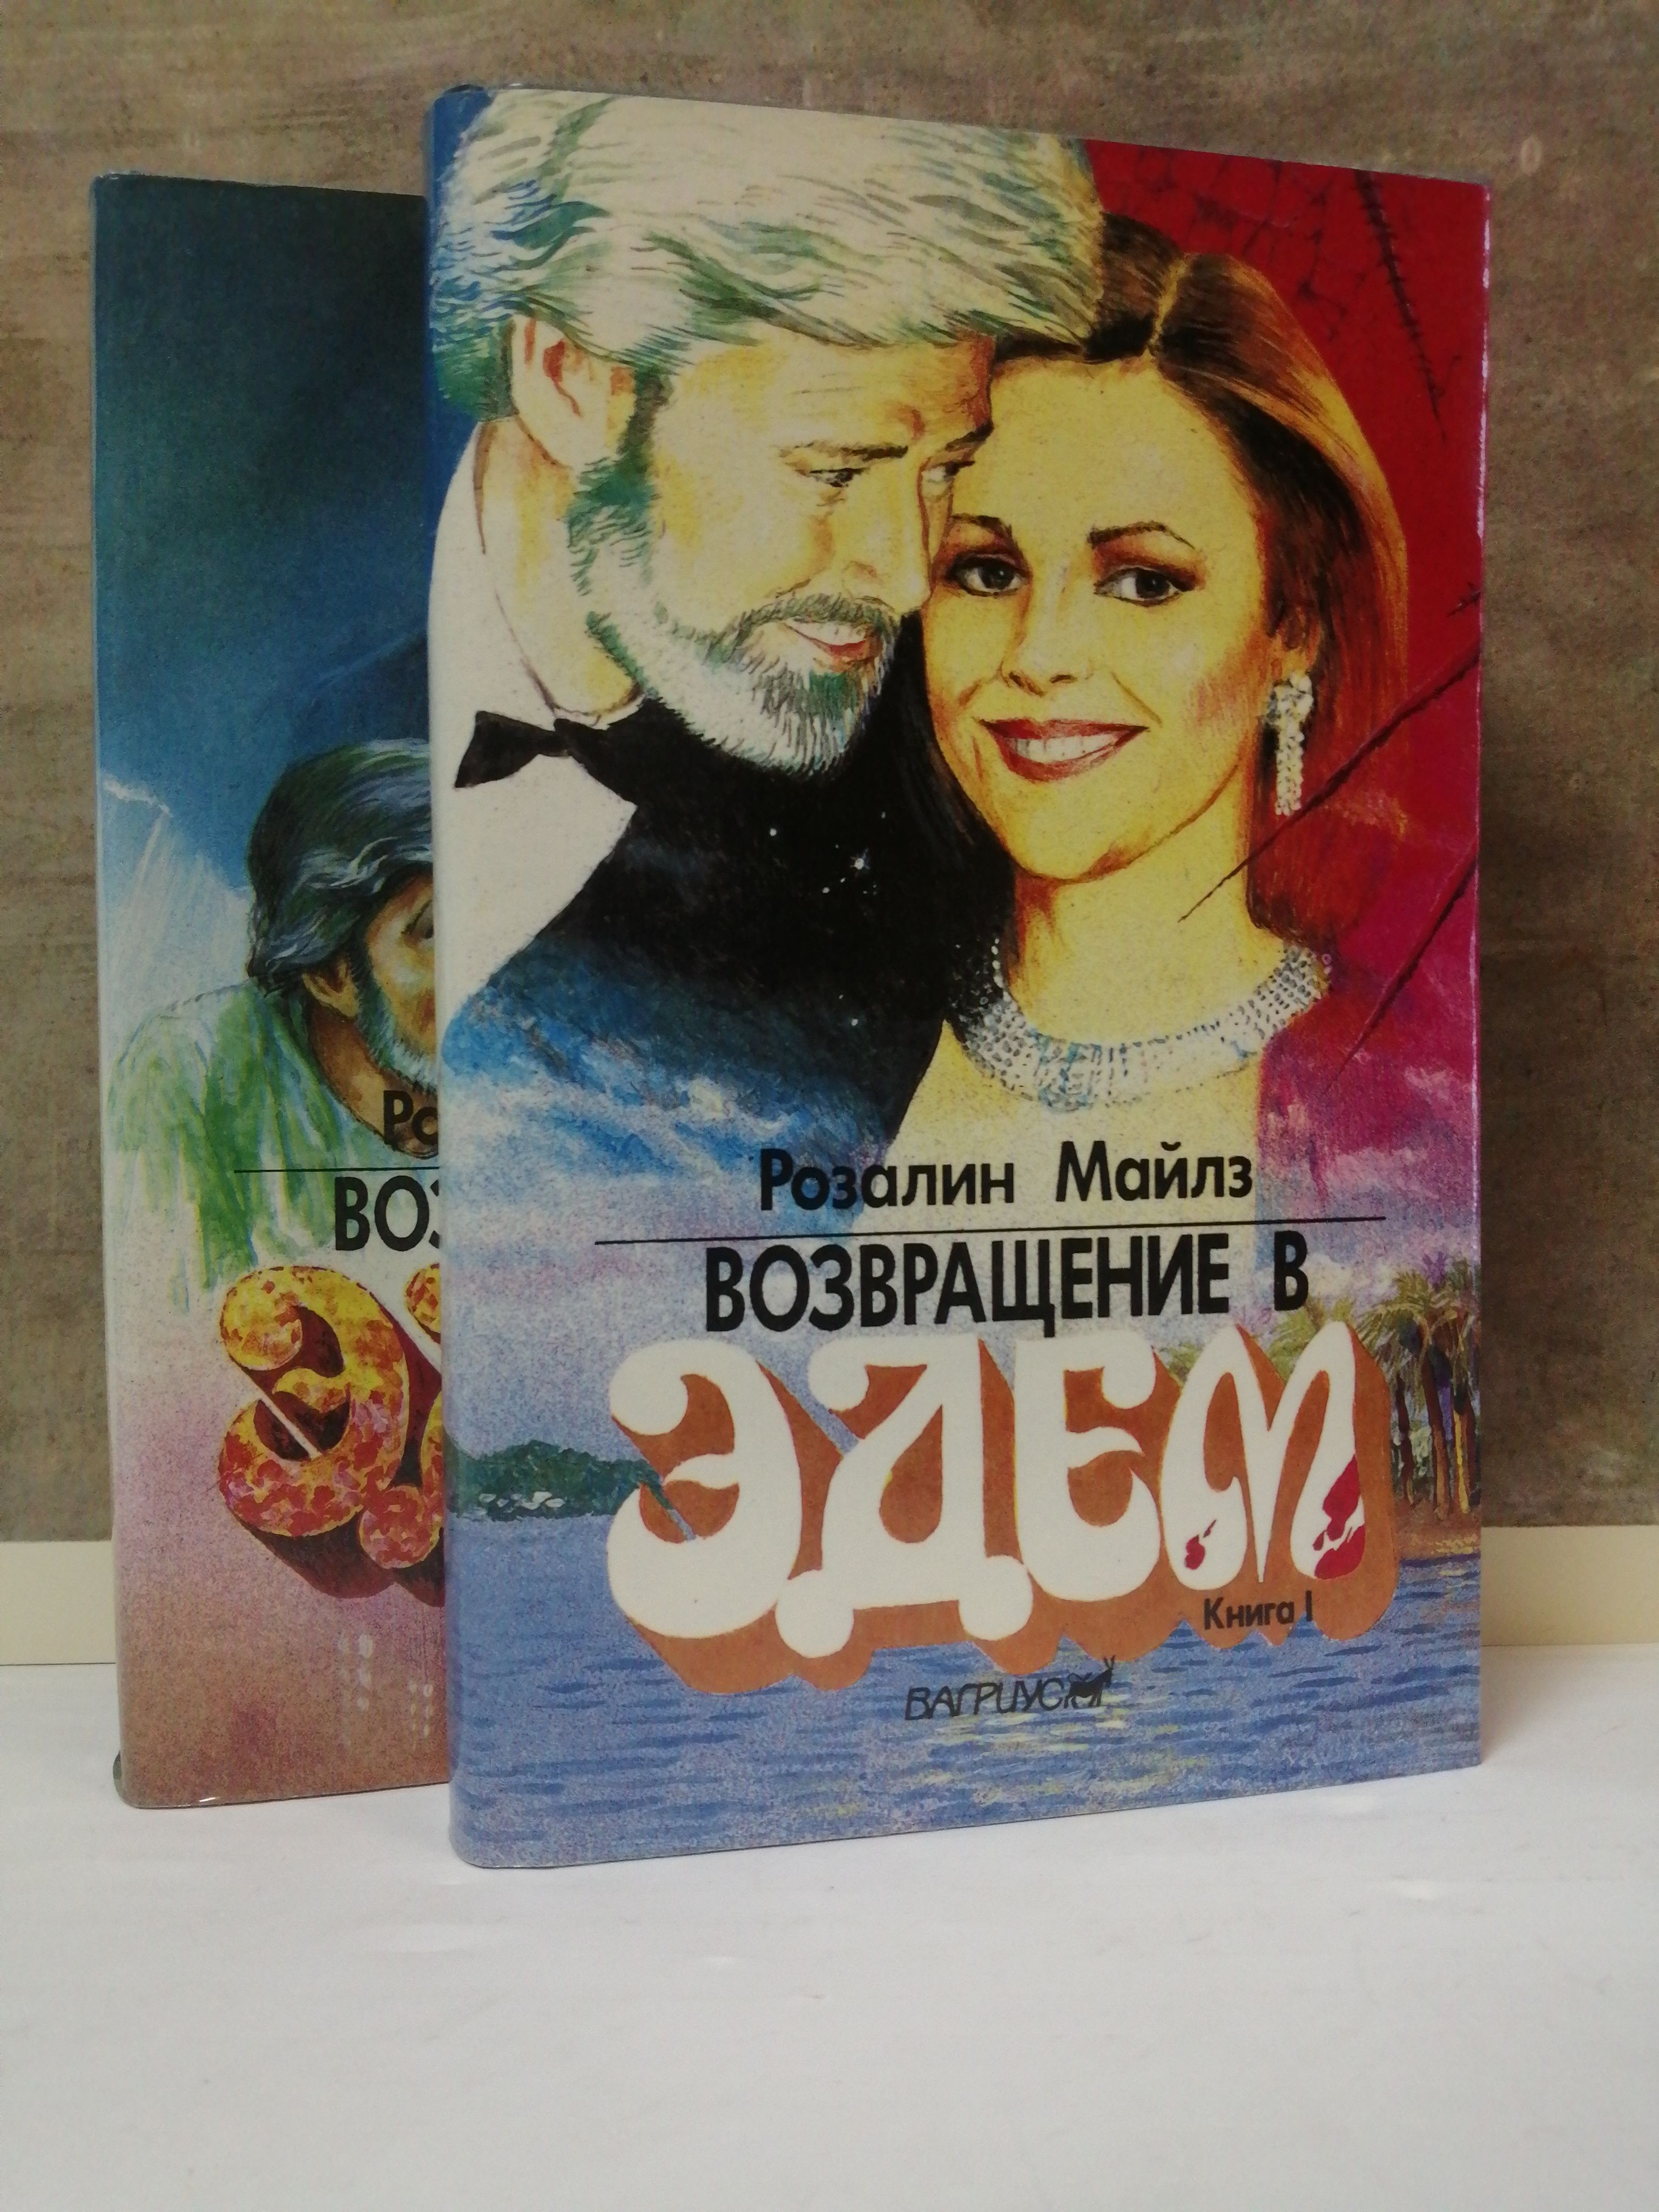 Розалин Майлз
ВОЗВРАЩЕНИЕ В
ЭДЕМ
Книга I
ВАГРИУС